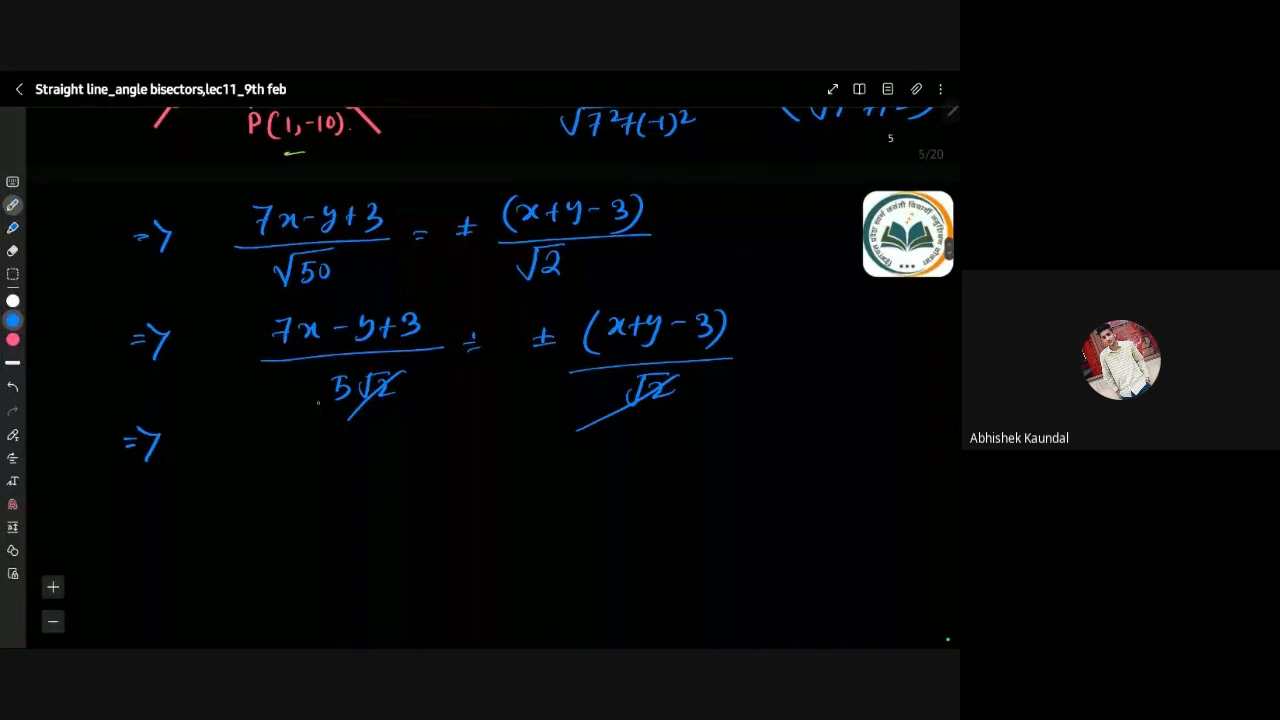 Straight line_angle bisectors,lec11_9th feb
P(1,-10).
√7²+(-1)²
5
5/20
=> 7x-y+3/√50 = ± (x+y-3)/√2
=> 7x-y+3/5√2 = ± (x+y-3)/√2
=>
Abhishek Kaundal